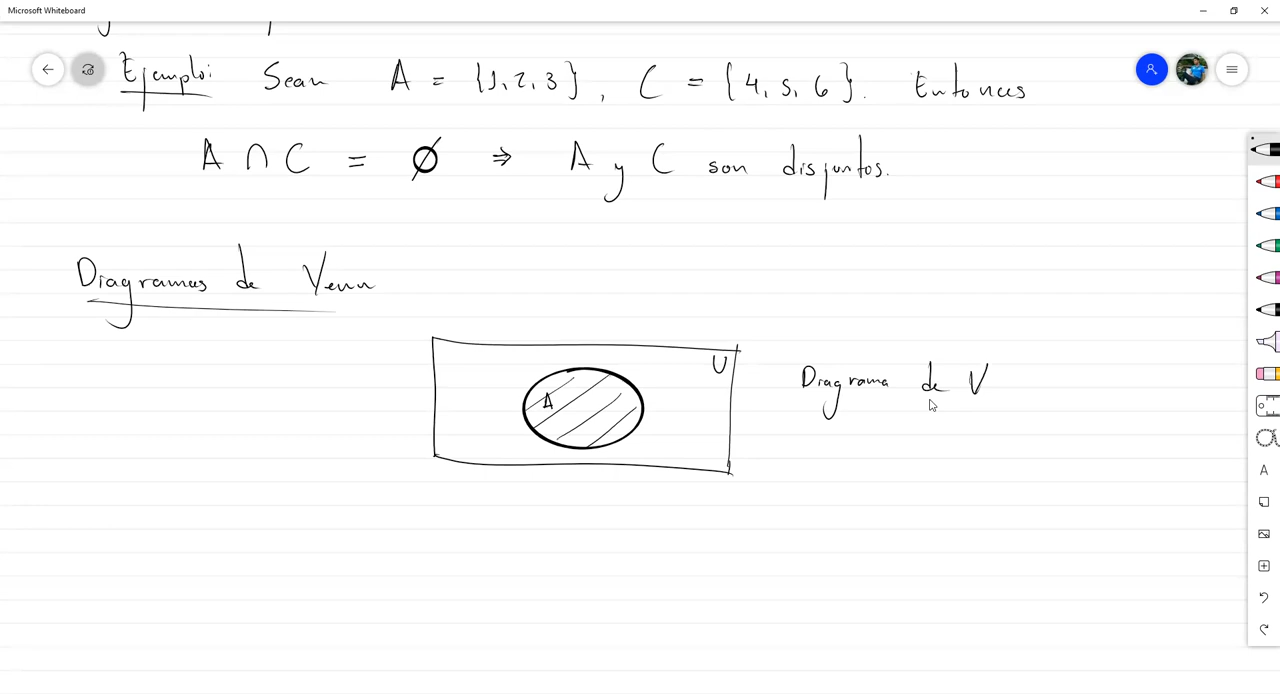 Microsoft Whiteboard
Ejemplo: Sean A = {1, 2, 3}, C = {4, 5, 6}. Entonces
A ∩ C = Ø ⇒ A y C son disjuntos.
Diagramas de Venn
U
A
Diagrama de V
A